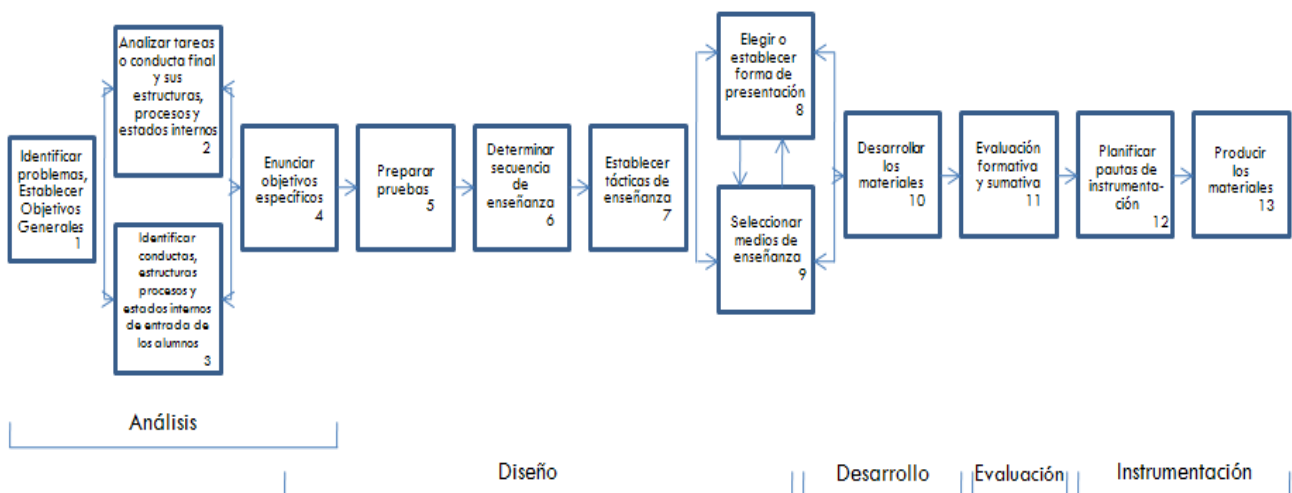 Identificar
problemas,
Establecer
Objetivos
Generales
1
Analizar tareas
o conducta final
y sus
estructuras,
procesos y
estados internos
2
Identificar
conductas,
estructuras
procesos y
estados internos
de entrada de
los alumnos
3
Enunciar
objetivos
específicos
4
Preparar
pruebas
5
Determinar
secuencia de
enseñanza
6
Establecer
tácticas de
enseñanza
7
Elegir o
establecer
forma de
presentación
8
Seleccionar
medios de
enseñanza
9
Desarrollar
los
materiales
10
Evaluación
formativa
y sumativa
11
Planificar
pautas de
instrumenta-
ción
12
Producir
los
materiales
13
Análisis
Diseño
Desarrollo
Evaluación
Instrumentación